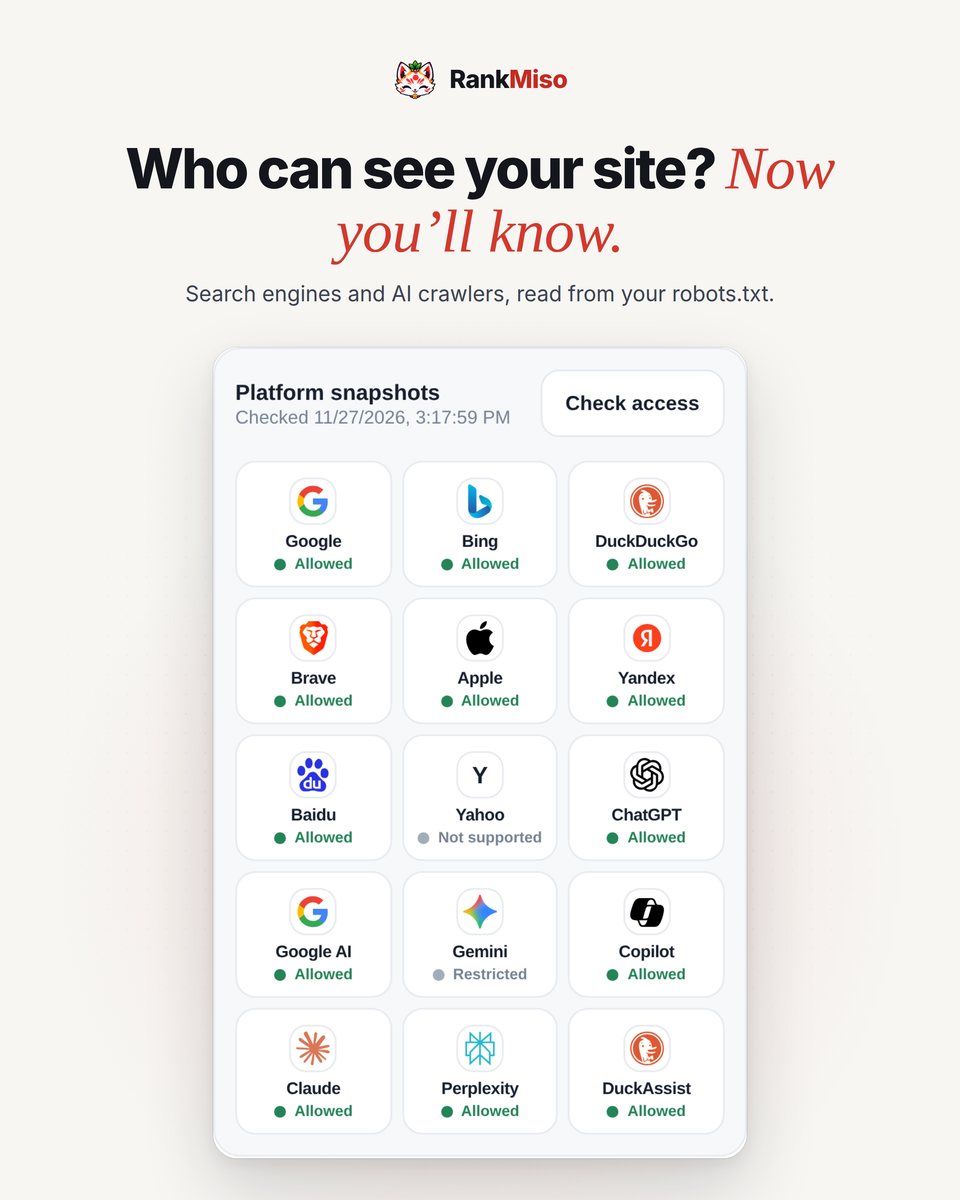 RankMiso
Who can see your site? Now
you’ll know.
Search engines and AI crawlers, read from your robots.txt.
Platform snapshots
Checked 11/27/2026, 3:17:59 PM
Check access
Google
Allowed
Bing
Allowed
DuckDuckGo
Allowed
Brave
Allowed
Apple
Allowed
Я
Yandex
Allowed
du
Baidu
Allowed
Y
Yahoo
Not supported
ChatGPT
Allowed
Google AI
Allowed
Gemini
Restricted
Copilot
Allowed
Claude
Allowed
Perplexity
Allowed
DuckAssist
Allowed